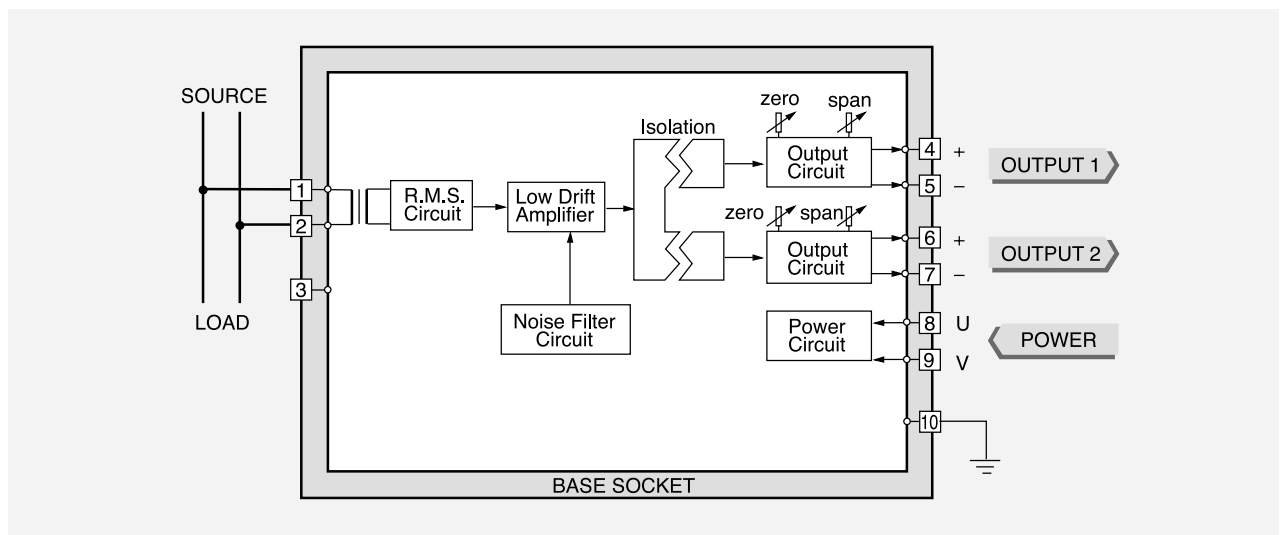 SOURCE
LOAD
1
2
3
R.M.S.
Circuit
Low Drift
Amplifier
Noise Filter
Circuit
Isolation
zero
span
Output
Circuit
zero
span
Output
Circuit
Power
Circuit
4 +
5 −
OUTPUT 1
6 +
7 −
OUTPUT 2
8 U
9 V
POWER
10
BASE SOCKET